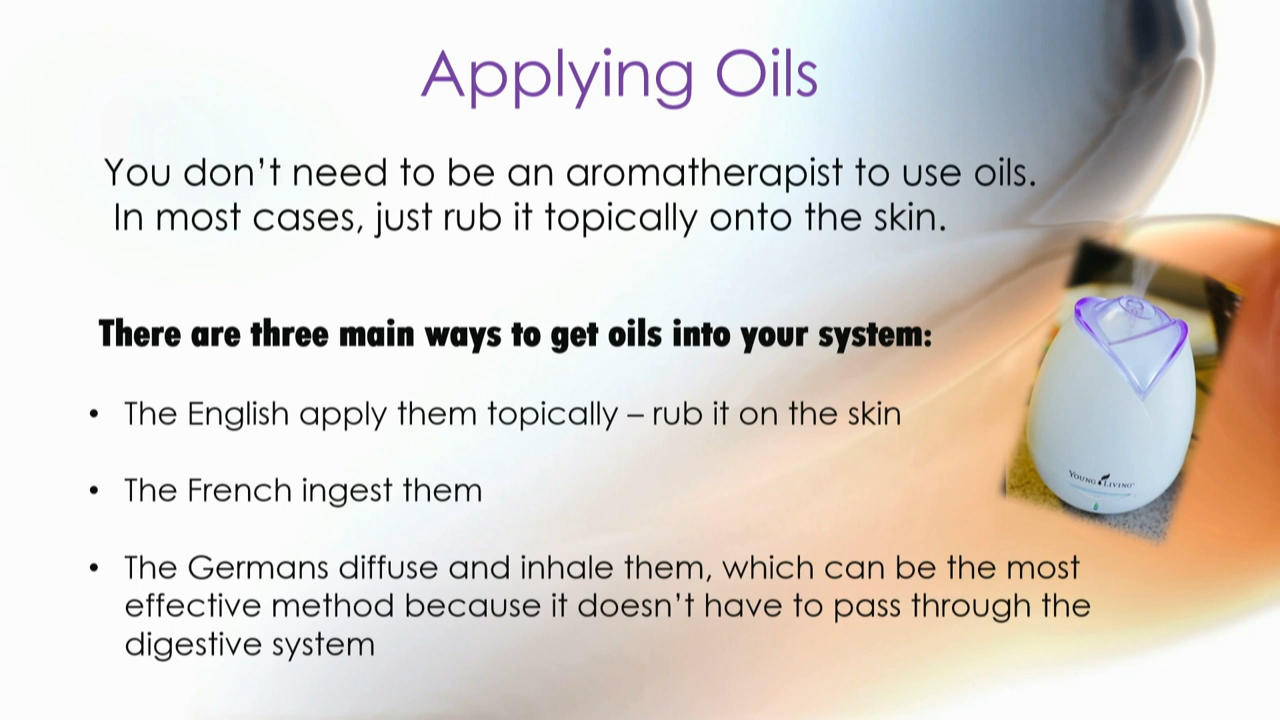 Applying Oils
You don't need to be an aromatherapist to use oils.
In most cases, just rub it topically onto the skin.
There are three main ways to get oils into your system:
• The English apply them topically – rub it on the skin
• The French ingest them
• The Germans diffuse and inhale them, which can be the most
effective method because it doesn't have to pass through the
digestive system
YOUNG LIVING